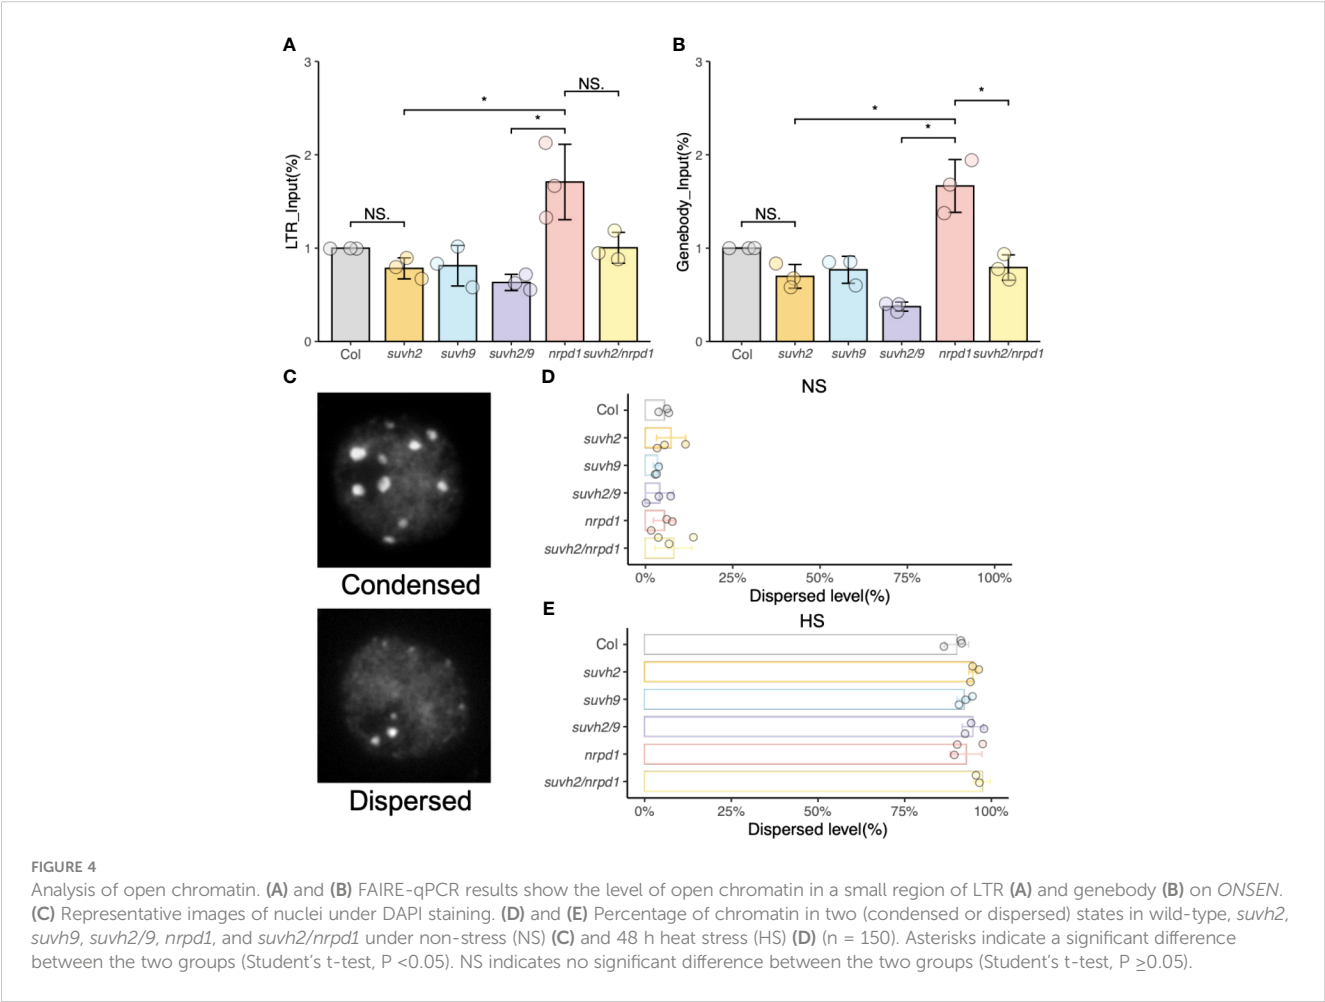 A
3
2
1
0
LTR_Input(%)
NS.
*
*
NS.
Col
suvh2
suvh9
suvh2/9
nrpd1
suvh2/nrpd1
B
3
2
1
0
Genebody_Input(%)
NS.
*
*
*
Col
suvh2
suvh9
suvh2/9
nrpd1
suvh2/nrpd1
C
Condensed
Dispersed
D
NS
Col
suvh2
suvh9
suvh2/9
nrpd1
suvh2/nrpd1
0%
25%
50%
75%
100%
Dispersed level(%)
E
HS
Col
suvh2
suvh9
suvh2/9
nrpd1
suvh2/nrpd1
0%
25%
50%
75%
100%
Dispersed level(%)
FIGURE 4
Analysis of open chromatin. (A) and (B) FAIRE-qPCR results show the level of open chromatin in a small region of LTR (A) and genebody (B) on ONSEN.
(C) Representative images of nuclei under DAPI staining. (D) and (E) Percentage of chromatin in two (condensed or dispersed) states in wild-type, suvh2,
suvh9, suvh2/9, nrpd1, and suvh2/nrpd1 under non-stress (NS) (C) and 48 h heat stress (HS) (D) (n = 150). Asterisks indicate a significant difference
between the two groups (Student's t-test, P <0.05). NS indicates no significant difference between the two groups (Student's t-test, P ≥0.05).